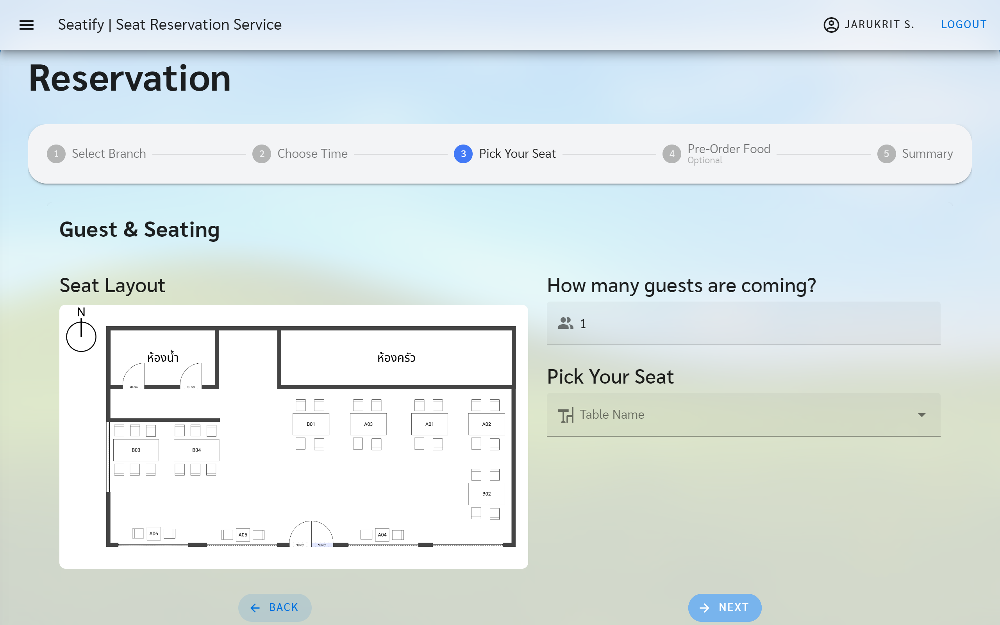 Seatify | Seat Reservation Service
JARUKRIT S.
LOGOUT
Reservation
1 Select Branch
2 Choose Time
3 Pick Your Seat
4 Pre-Order Food
Optional
5 Summary
Guest & Seating
Seat Layout
N
ห้องน้ำ
ห้องครัว
90 cm
90 cm
B01
A03
A01
A02
B03
B04
B02
A06
A05
A04
90 cm
90 cm
How many guests are coming?
1
Pick Your Seat
Table Name
BACK
NEXT